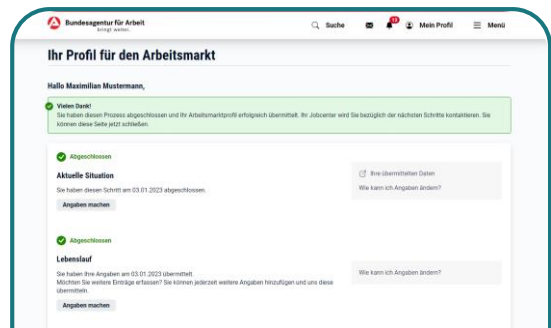 Bundesagentur für Arbeit
bringt weiter.
Suche
Mein Profil
Menü
Ihr Profil für den Arbeitsmarkt
Hallo Maximilian Mustermann,
Vielen Dank!
Sie haben diesen Prozess abgeschlossen und Ihr Arbeitsmarktprofil erfolgreich übermittelt. Ihr Jobcenter wird Sie bezüglich der nächsten Schritte kontaktieren. Sie
können diese Seite jetzt schließen.
Abgeschlossen
Aktuelle Situation
Sie haben diesen Schritt am 03.01.2023 abgeschlossen.
Angaben machen
Ihre übermittelten Daten
Wie kann ich Angaben ändern?
Abgeschlossen
Lebenslauf
Sie haben Ihre Angaben am 03.01.2023 übermittelt.
Möchten Sie weitere Einträge erfassen? Sie können jederzeit weitere Angaben hinzufügen und uns diese
übermitteln.
Angaben machen
Wie kann ich Angaben ändern?